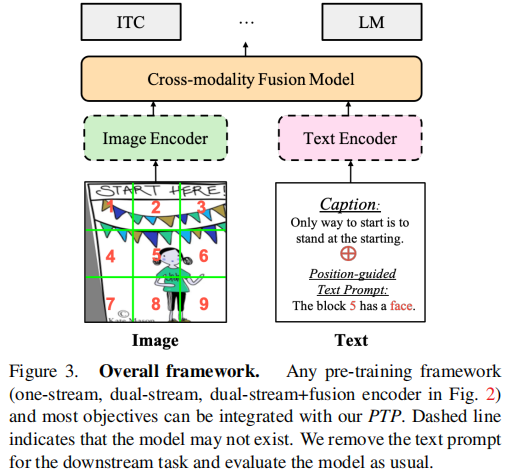 ITC
...
LM
Cross-modality Fusion Model
Image Encoder
Text Encoder
START HERE!
1 2 3
4 5 6
7 8 9
©
Kate Mason
Caption:
Only way to start is to
stand at the starting.
⊕
Position-guided
Text Prompt:
The block 5 has a face.
Image
Text
Figure 3. Overall framework. Any pre-training framework
(one-stream, dual-stream, dual-stream+fusion encoder in Fig. 2)
and most objectives can be integrated with our PTP. Dashed line
indicates that the model may not exist. We remove the text prompt
for the downstream task and evaluate the model as usual.